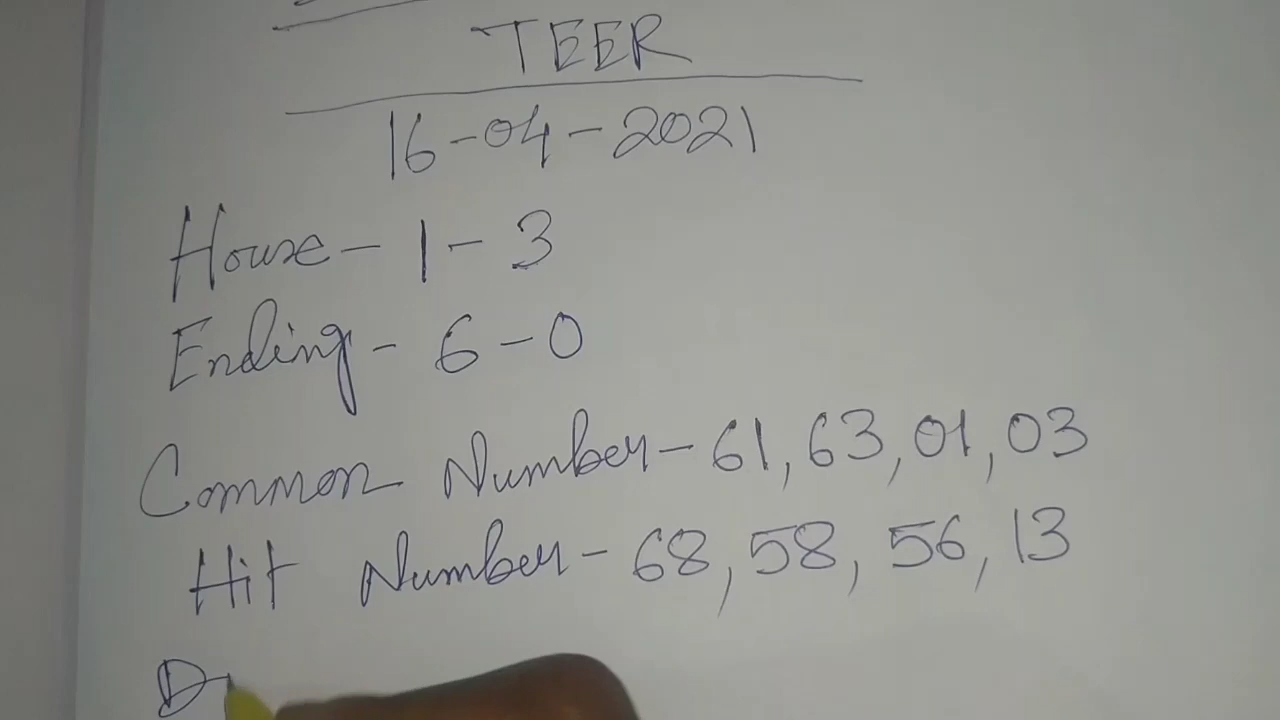 TEER
16-04-2021
House - 1 - 3
Ending - 6 - 0
Common Number - 61, 63, 01, 03
Hit Number - 68, 58, 56, 13